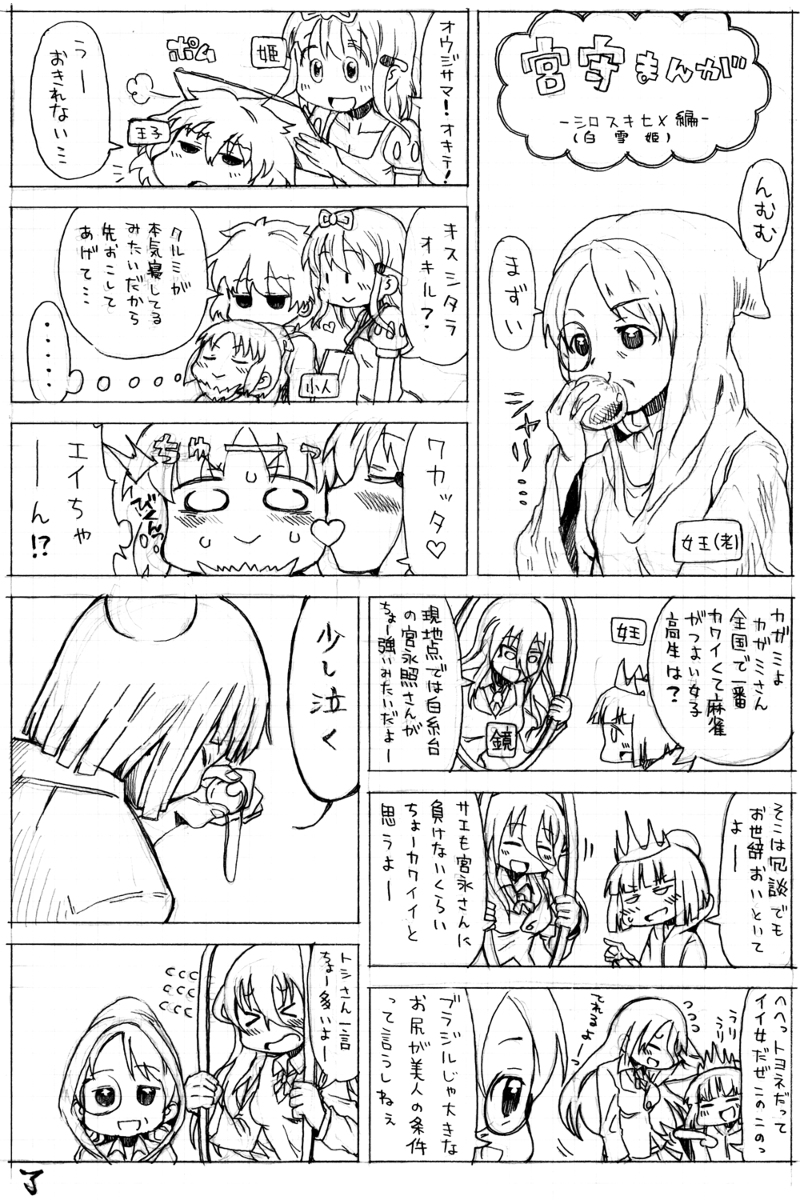 宮守まんが
-シロスキヒメ編-
(白雪姫)
んむむ
まずい
シャリ…
女王(老)
オウジサマ!オキテ!
姫
ポム
うー
おきれない…
王子
キスシタラ
オキル?
クルミが
本気寝してる
みたいだから
先おこして
あげて…
・・・・・
小人
ワカッタ♡
ちゅー
びくんっ
エイちゃ
ーん!?
カガミよ
カガミさん
全国で一番
カワイくて麻雀
がつよい女子
高生は?
女王
鏡
現地点では白糸台
の宮永照さんが
ちょー強いみたいだよー
そこは冗談でも
お世辞おいといて
よー
サエも宮永さんに
負けないくらい
ちょーカワイイと
思うよー
へへっトヨネだって
イイ女だぜこのこのっ
うり
うり
てれるよー
ブラジルじゃ大きな
お尻が美人の条件
って言うしねぇ
少し泣く
トシさん一言
ちょー多いよー
了